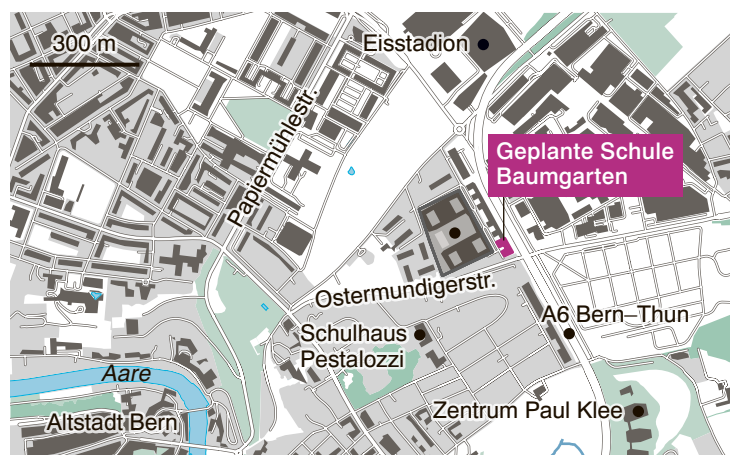 300 m
Eisstadion
Papiermühlestr.
Geplante Schule
Baumgarten
Ostermundigerstr.
A6 Bern–Thun
Schulhaus
Pestalozzi
Aare
Altstadt Bern
Zentrum Paul Klee